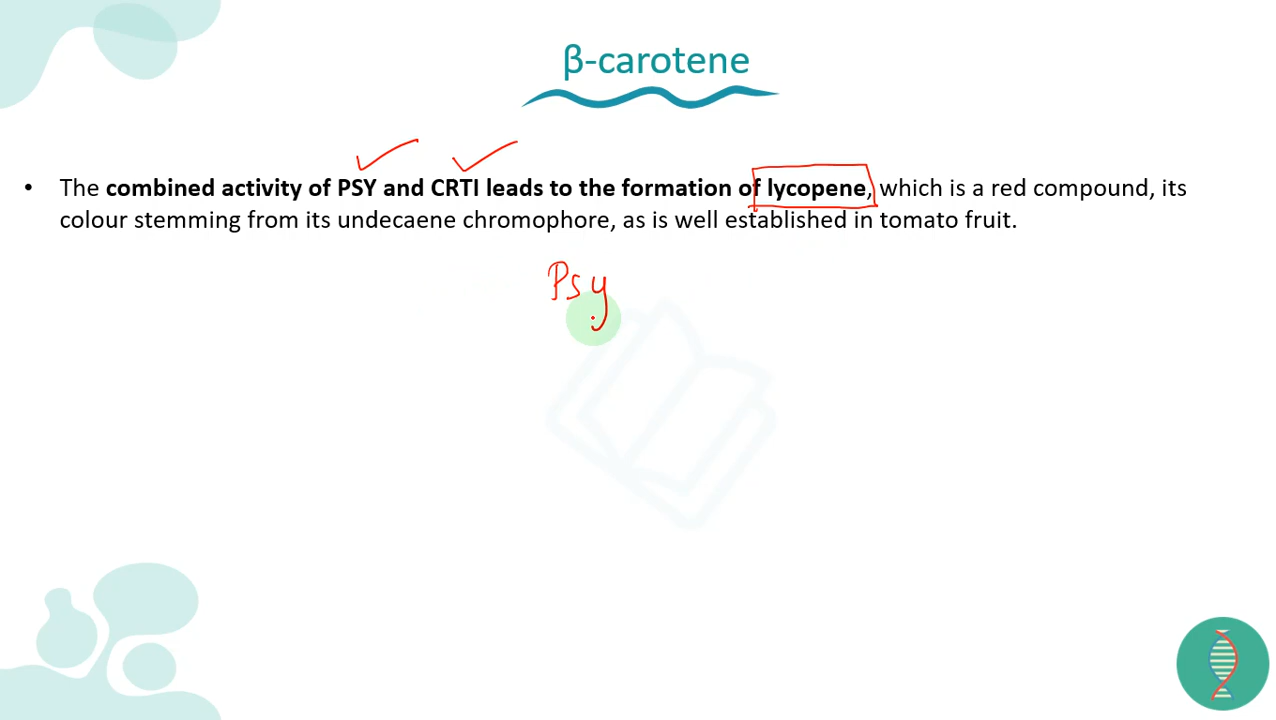 β-carotene
• The combined activity of PSY and CRTI leads to the formation of lycopene, which is a red compound, its
colour stemming from its undecaene chromophore, as is well established in tomato fruit.
Psy